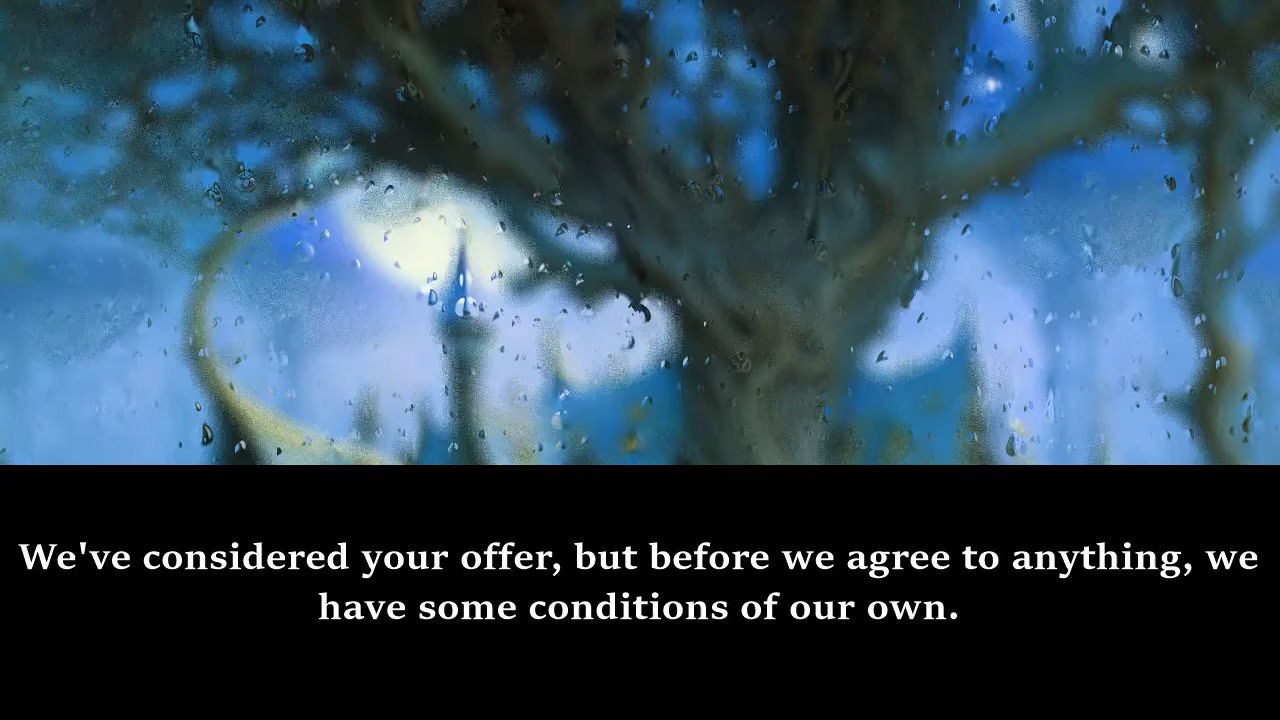 We've considered your offer, but before we agree to anything, we
have some conditions of our own.